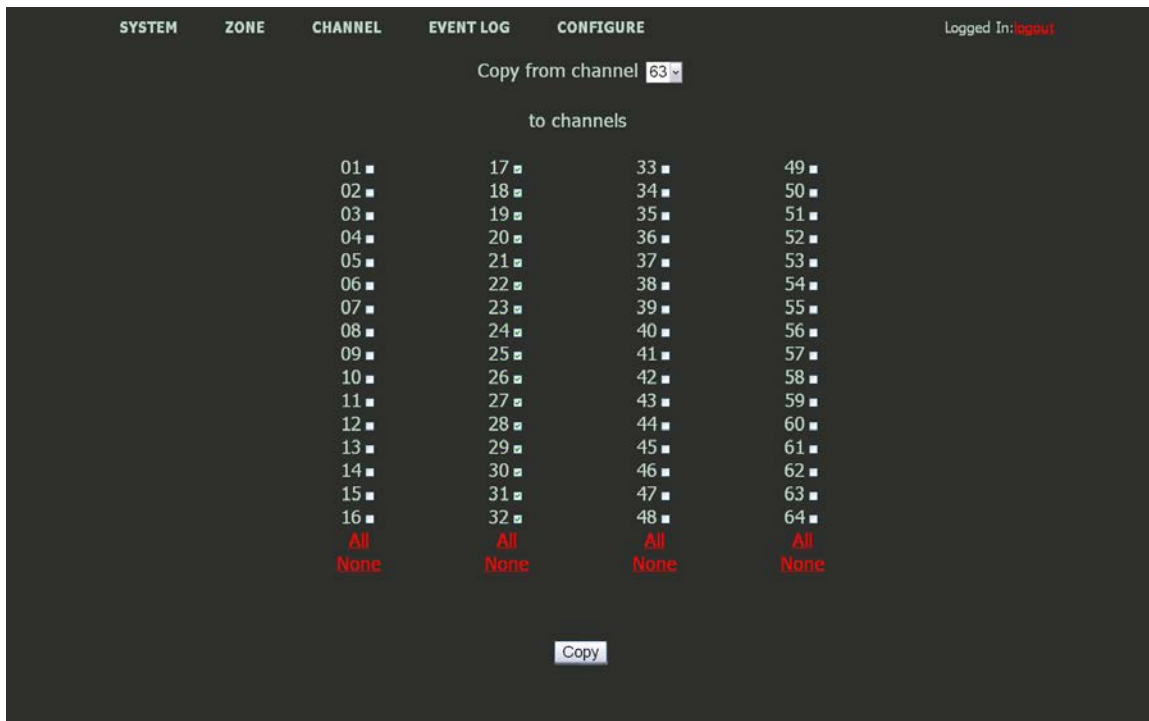 SYSTEM ZONE CHANNEL EVENT LOG CONFIGURE Logged In:logout
Copy from channel 63
to channels
01 17 33 49
02 18 34 50
03 19 35 51
04 20 36 52
05 21 37 53
06 22 38 54
07 23 39 55
08 24 40 56
09 25 41 57
10 26 42 58
11 27 43 59
12 28 44 60
13 29 45 61
14 30 46 62
15 31 47 63
16 32 48 64
All All All All
None None None None
Copy